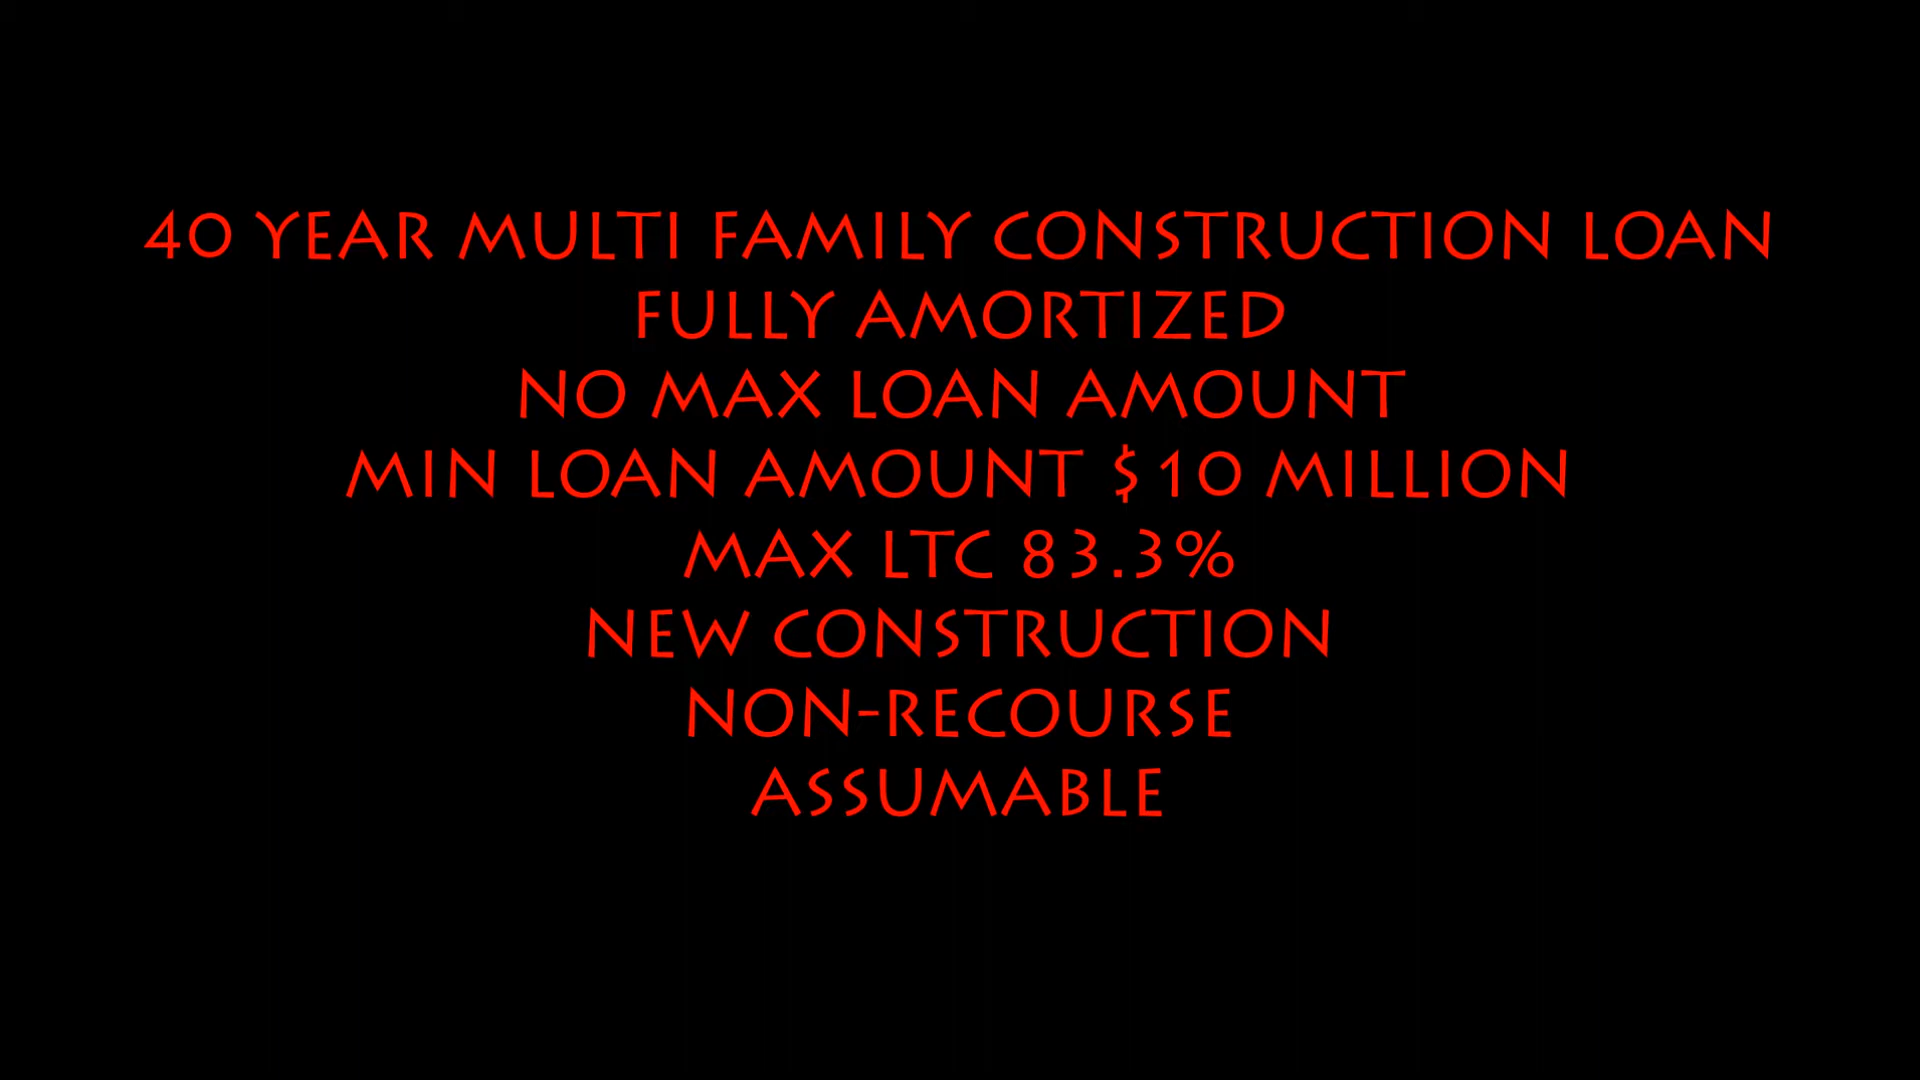 40 YEAR MULTI FAMILY CONSTRUCTION LOAN
FULLY AMORTIZED
NO MAX LOAN AMOUNT
MIN LOAN AMOUNT $10 MILLION
MAX LTC 83.3%
NEW CONSTRUCTION
NON-RECOURSE
ASSUMABLE